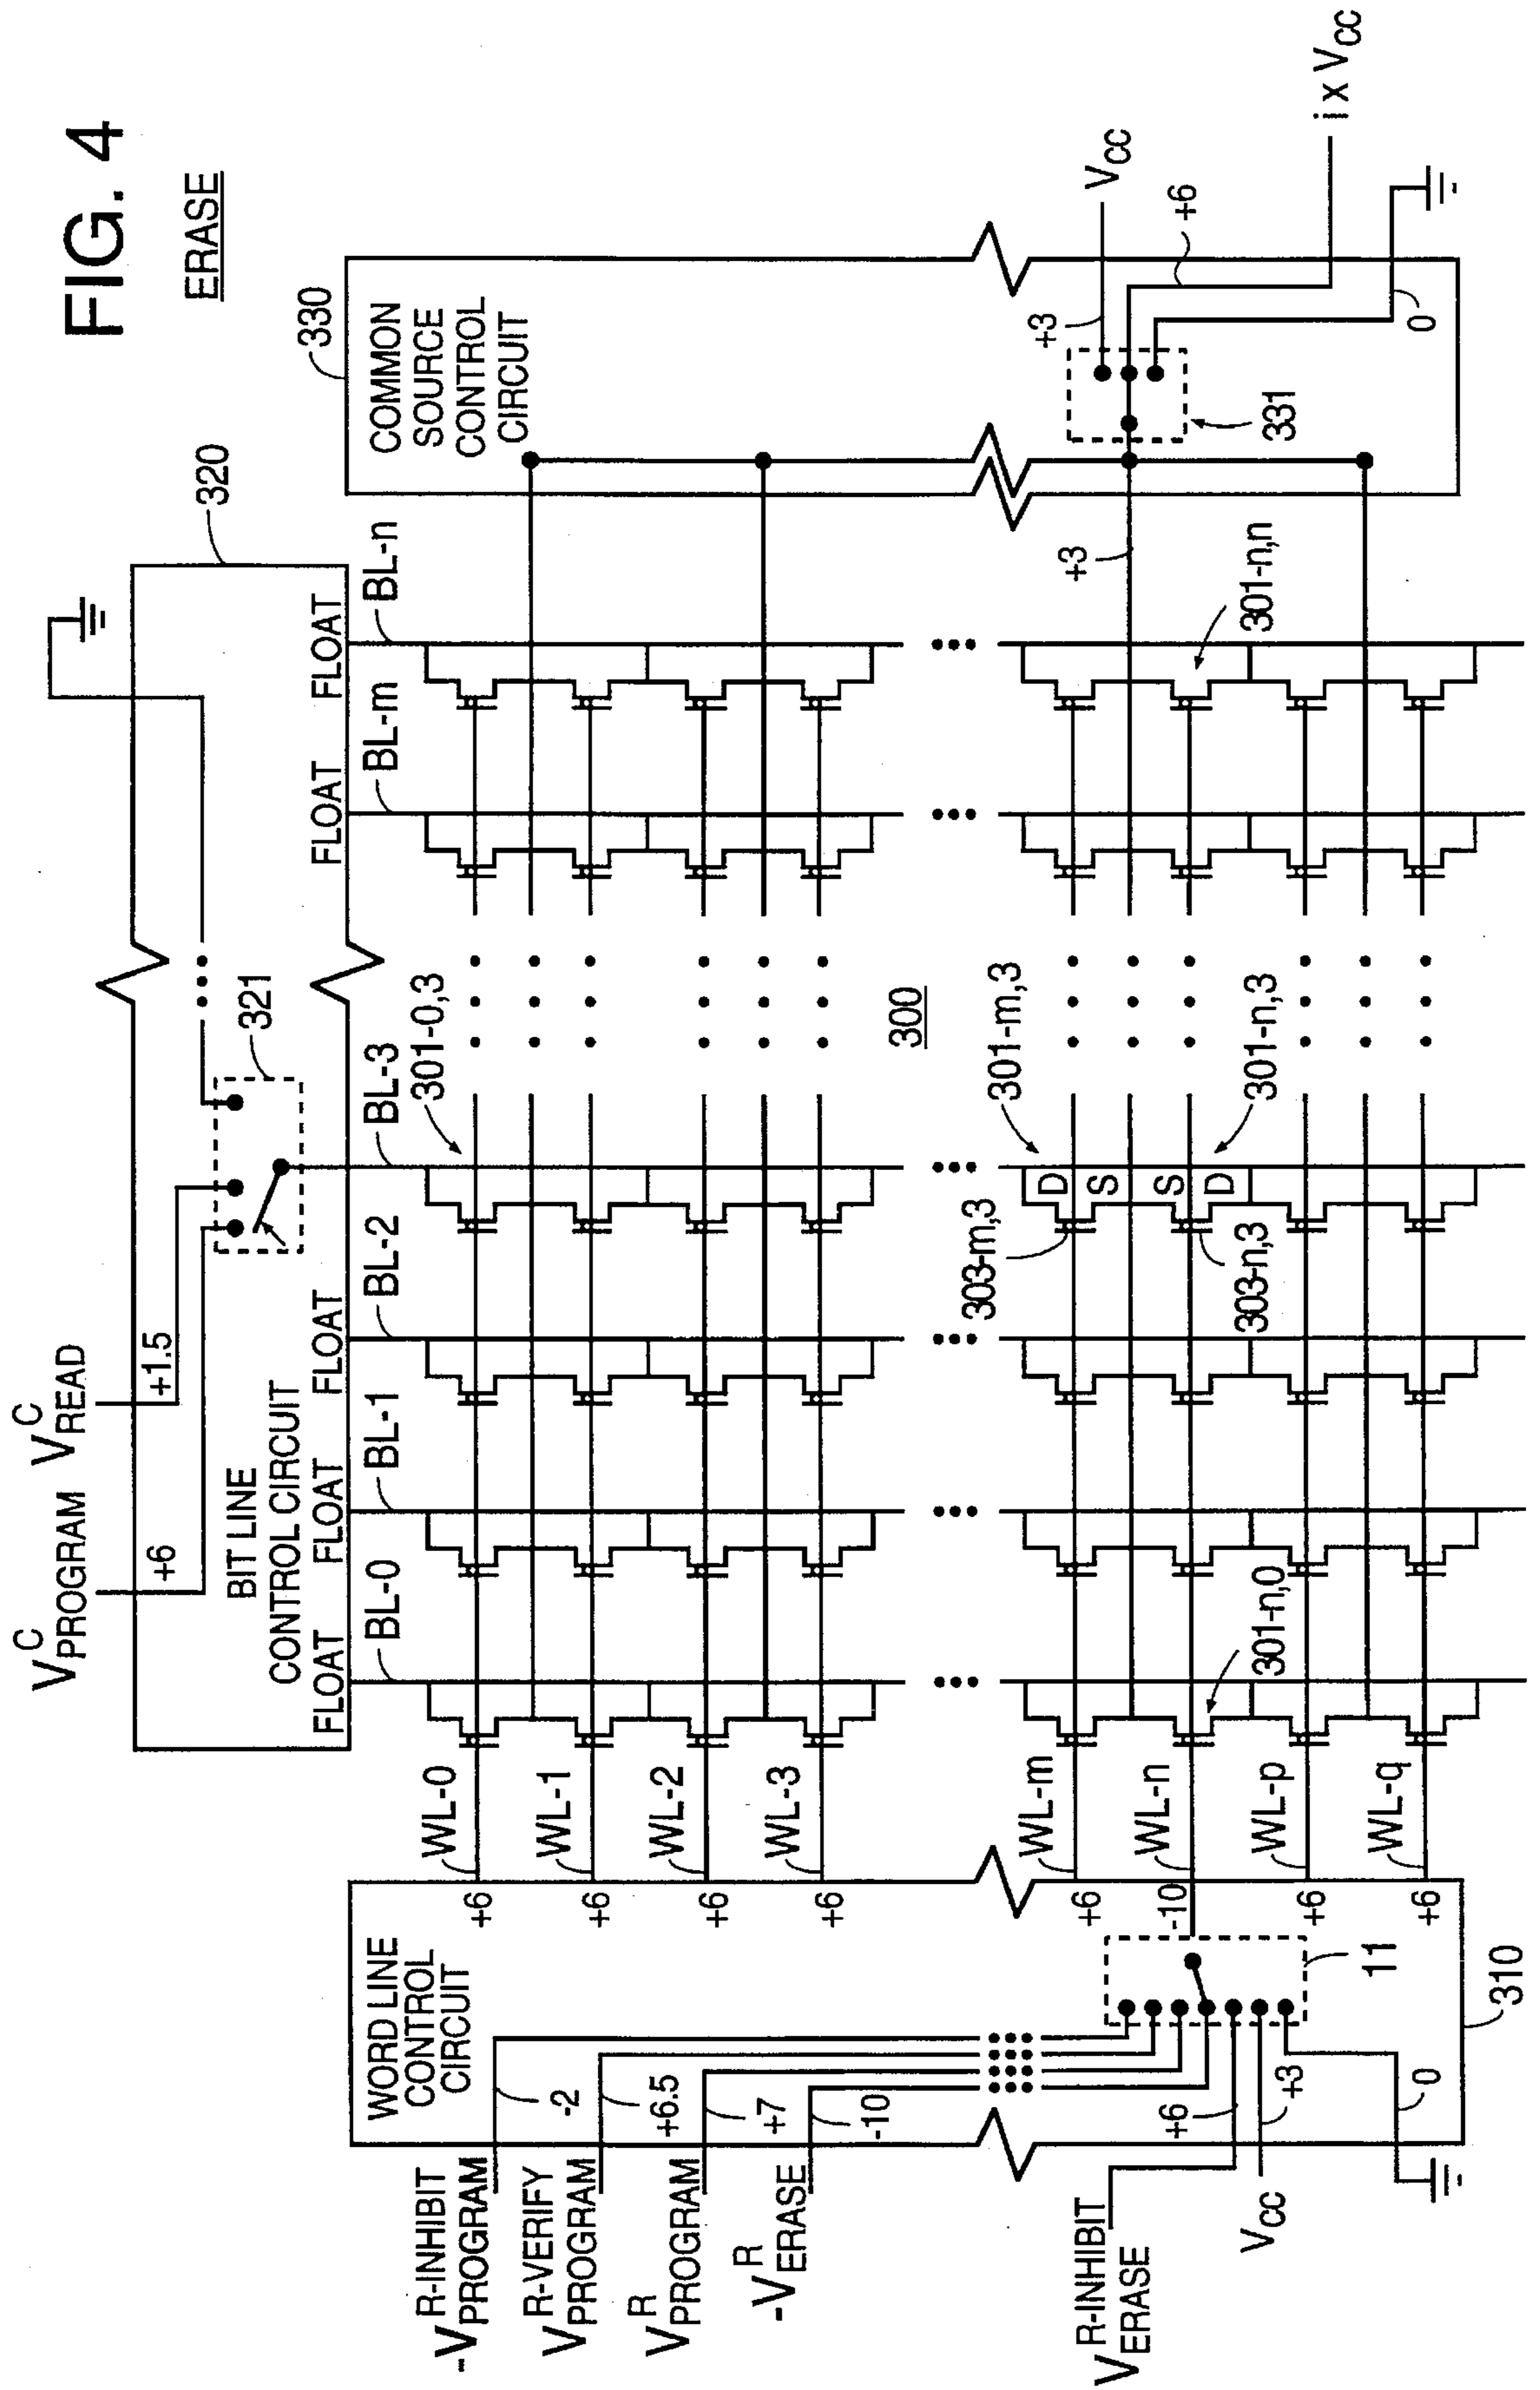 FIG. 4
ERASE
V^C_PROGRAM
V^C_READ
+6
+1.5
BIT LINE
CONTROL CIRCUIT
321
320
FLOAT
FLOAT
FLOAT
FLOAT
FLOAT
BL-0
BL-1
BL-2
BL-3
BL-m
BL-n
330
COMMON
SOURCE
CONTROL
CIRCUIT
WORD LINE
CONTROL
CIRCUIT
-V^R-INHIBIT_PROGRAM
-2
V^R-VERIFY_PROGRAM
+6.5
V^R_PROGRAM
+7
-V^R_ERASE
-10
V^R-INHIBIT_ERASE
+6
VCC
+3
0
11
310
+6
WL-0
+6
WL-1
+6
WL-2
+6
WL-3
+6
WL-m
-10
WL-n
+6
WL-p
+6
WL-q
301-0,3
300
301-m,3
303-m,3
D
S
S
D
303-n,3
301-n,3
301-n,0
301-n,n
+3
+3
VCC
+6
i x VCC
331
0